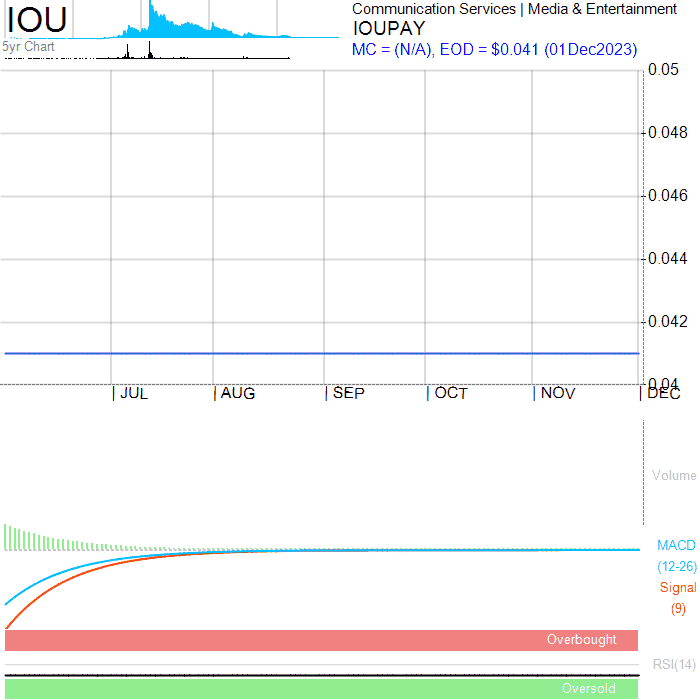 IOU
5yr Chart
Communication Services | Media & Entertainment
IOUPAY
MC = (N/A), EOD = $0.041 (01Dec2023)
0.05
0.048
0.046
0.044
0.042
0.04
JUL AUG SEP OCT NOV DEC
Volume
MACD
(12-26)
Signal
(9)
Overbought
RSI(14)
Oversold